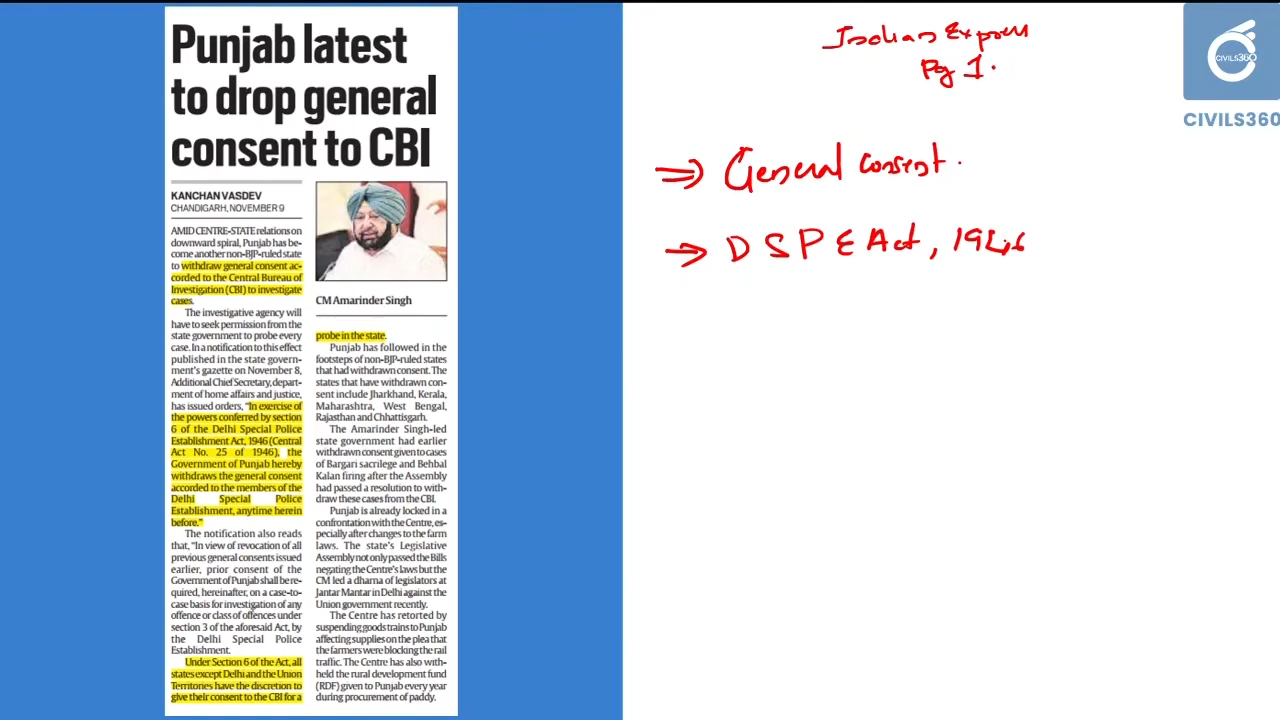 Punjab latest
to drop general
consent to CBI
KANCHAN VASDEV
CHANDIGARH, NOVEMBER 9
AMID CENTRE-STATE relations on
downward spiral, Punjab has be-
come another non-BJP-ruled state
to withdraw general consent ac-
corded to the Central Bureau of
Investigation (CBI) to investigate
cases.
The investigative agency will
have to seek permission from the
state government to probe every
case. In a notification to this effect
published in the state govern-
ment's gazette on November 8,
Additional Chief Secretary, depart-
ment of home affairs and justice,
has issued orders, "In exercise of
the powers conferred by section
6 of the Delhi Special Police
Establishment Act, 1946 (Central
Act No. 25 of 1946), the
Government of Punjab hereby
withdraws the general consent
accorded to the members of the
Delhi Special Police
Establishment, anytime herein
before."
The notification also reads
that, "In view of revocation of all
previous general consents issued
earlier, prior consent of the
Government of Punjab shall be re-
quired, hereinafter, on a case-to-
case basis for investigation of any
offence or class of offences under
section 3 of the aforesaid Act, by
the Delhi Special Police
Establishment.
Under Section 6 of the Act, all
states except Delhi and the Union
Territories have the discretion to
give their consent to the CBI for a
CM Amarinder Singh
probe in the state.
Punjab has followed in the
footsteps of non-BJP-ruled states
that had withdrawn consent. The
states that have withdrawn con-
sent include Jharkhand, Kerala,
Maharashtra, West Bengal,
Rajasthan and Chhattisgarh.
The Amarinder Singh-led
state government had earlier
withdrawn consent given to cases
of Bargari sacrilege and Behbal
Kalan firing after the Assembly
had passed a resolution to with-
draw these cases from the CBI.
Punjab is already locked in a
confrontation with the Centre, es-
pecially after changes to the farm
laws. The state's Legislative
Assembly not only passed the Bills
negating the Centre's laws but the
CM led a dharna of legislators at
Jantar Mantar in Delhi against the
Union government recently.
The Centre has retorted by
suspending goods trains to Punjab
affecting supplies on the plea that
the farmers were blocking the rail
traffic. The Centre has also with-
held the rural development fund
(RDF) given to Punjab every year
during procurement of paddy.
Indian Express
Pg 1.
⇒ General consent.
→ DSPE Act, 1946
CIVILS360
CIVILS360